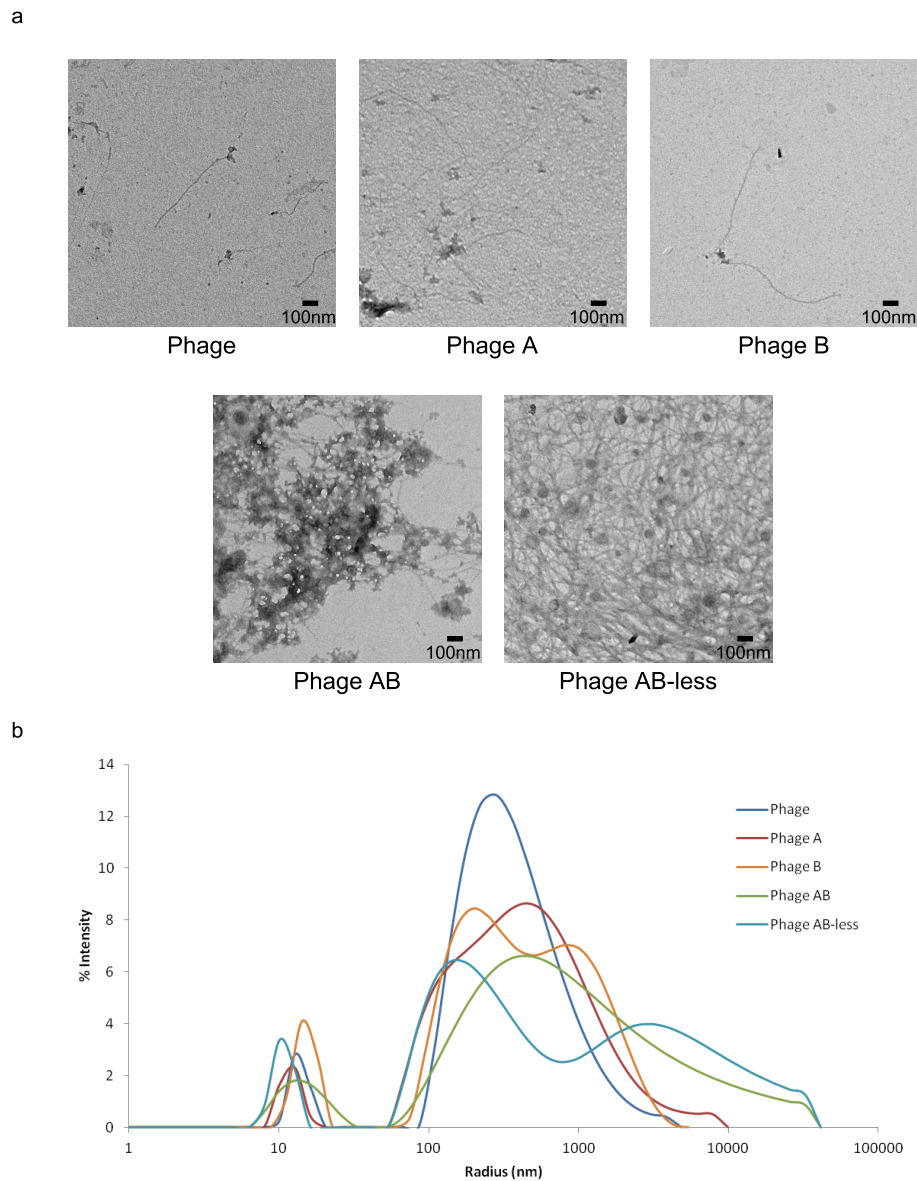 a
100nm
100nm
100nm
Phage
Phage A
Phage B
100nm
100nm
Phage AB
Phage AB-less
b
14
12
10
8
6
4
2
0
% Intensity
1
10
100
1000
10000
100000
Radius (nm)
Phage
Phage A
Phage B
Phage AB
Phage AB-less